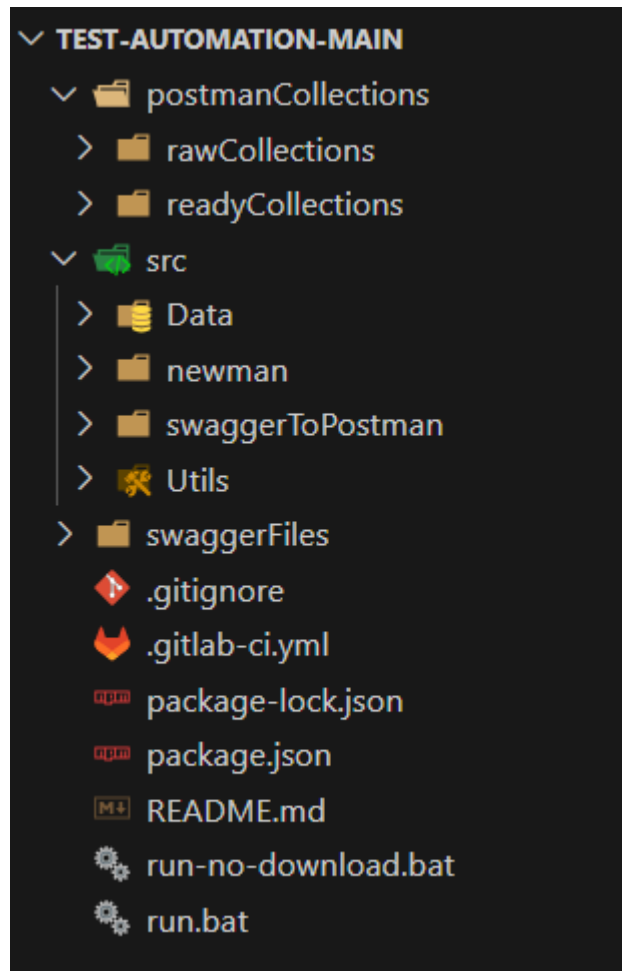 TEST-AUTOMATION-MAIN
postmanCollections
rawCollections
readyCollections
src
Data
newman
swaggerToPostman
Utils
swaggerFiles
.gitignore
.gitlab-ci.yml
package-lock.json
package.json
README.md
run-no-download.bat
run.bat